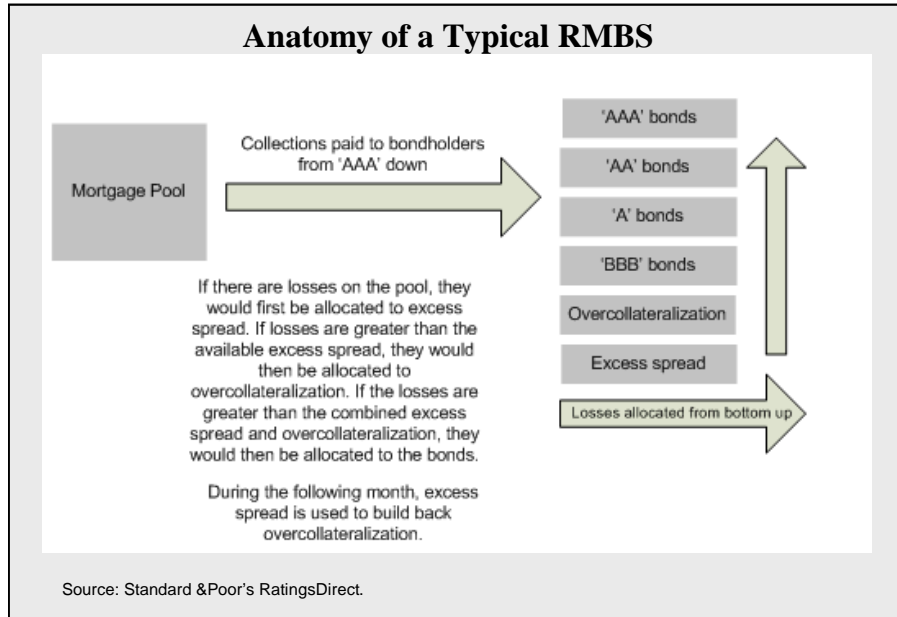 Anatomy of a Typical RMBS
Mortgage Pool
Collections paid to bondholders
from 'AAA' down
'AAA' bonds
'AA' bonds
'A' bonds
'BBB' bonds
Overcollateralization
Excess spread
Losses allocated from bottom up
If there are losses on the pool, they
would first be allocated to excess
spread. If losses are greater than the
available excess spread, they would
then be allocated to
overcollateralization. If the losses are
greater than the combined excess
spread and overcollateralization, they
would then be allocated to the bonds.
During the following month, excess
spread is used to build back
overcollateralization.
Source: Standard &Poor's RatingsDirect.